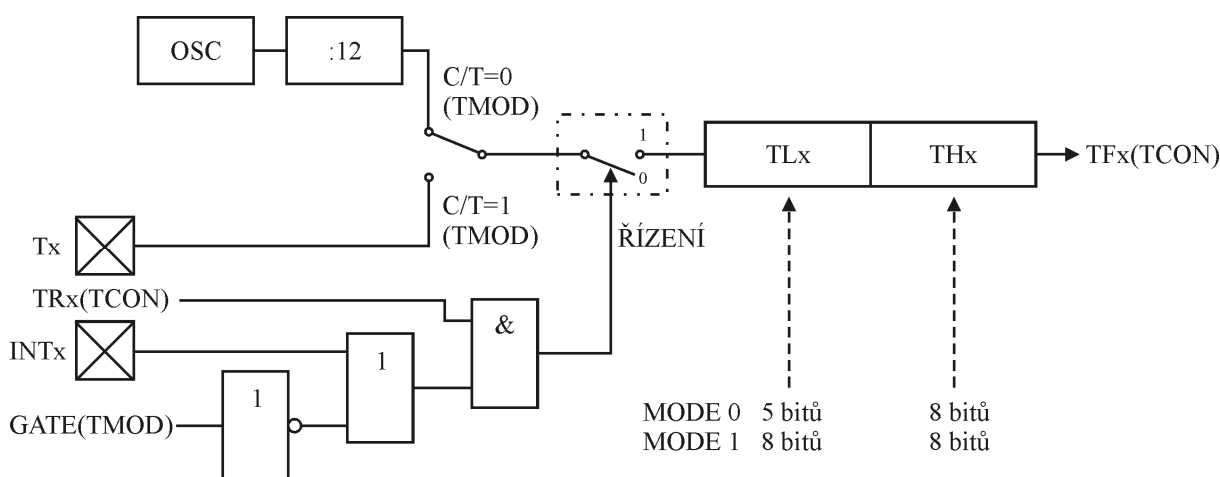 OSC
:12
C/T=0
(TMOD)
1
0
TLx
THx
TFx(TCON)
C/T=1
(TMOD)
ŘÍZENÍ
Tx
TRx(TCON)
&
INTx
1
1
GATE(TMOD)
MODE 0 5 bitů 8 bitů
MODE 1 8 bitů 8 bitů